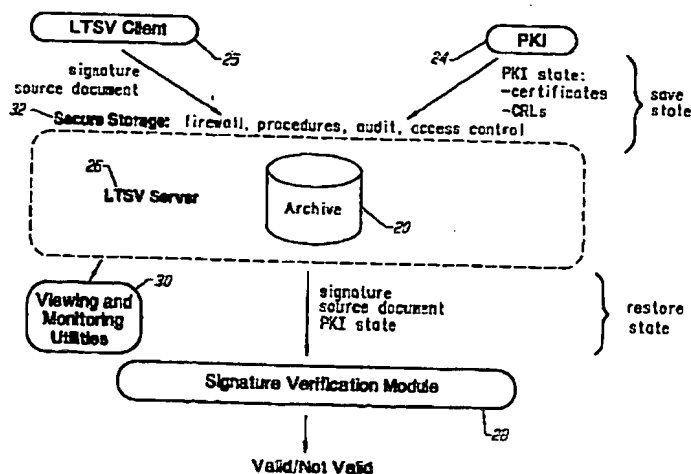 LTSV Client
25
PKI
24
signature
source document
PKI state:
-certificates
-CRLs
save
state
32
Secure Storage: firewall, procedures, audit, access control
26
LTSV Server
Archive
20
30
Viewing and
Monitoring
Utilities
signature
source document
PKI state
restore
state
Signature Verification Module
28
Valid/Not Valid